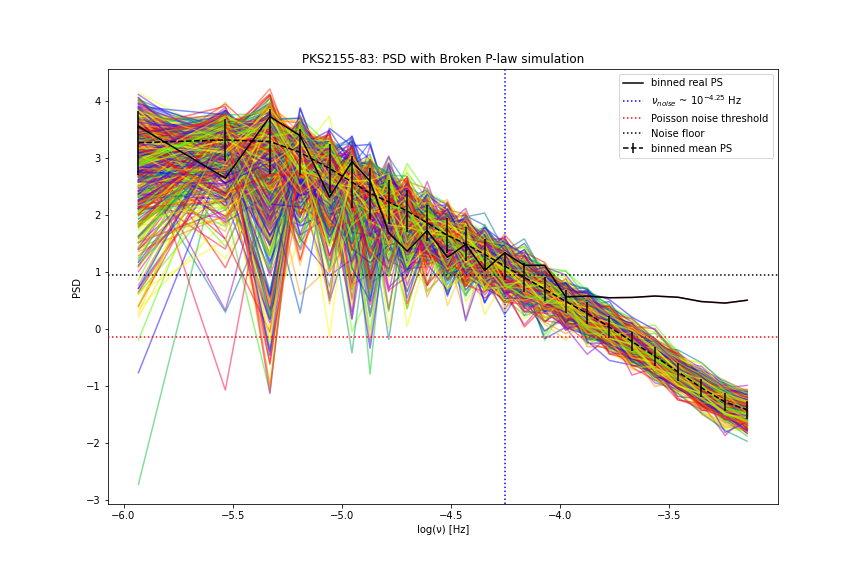 PKS2155-83: PSD with Broken P-law simulation
binned real PS
ν_noise ~ 10^−4.25 Hz
Poisson noise threshold
Noise floor
binned mean PS
PSD
4
3
2
1
0
−1
−2
−3
−6.0 −5.5 −5.0 −4.5 −4.0 −3.5
log(ν) [Hz]